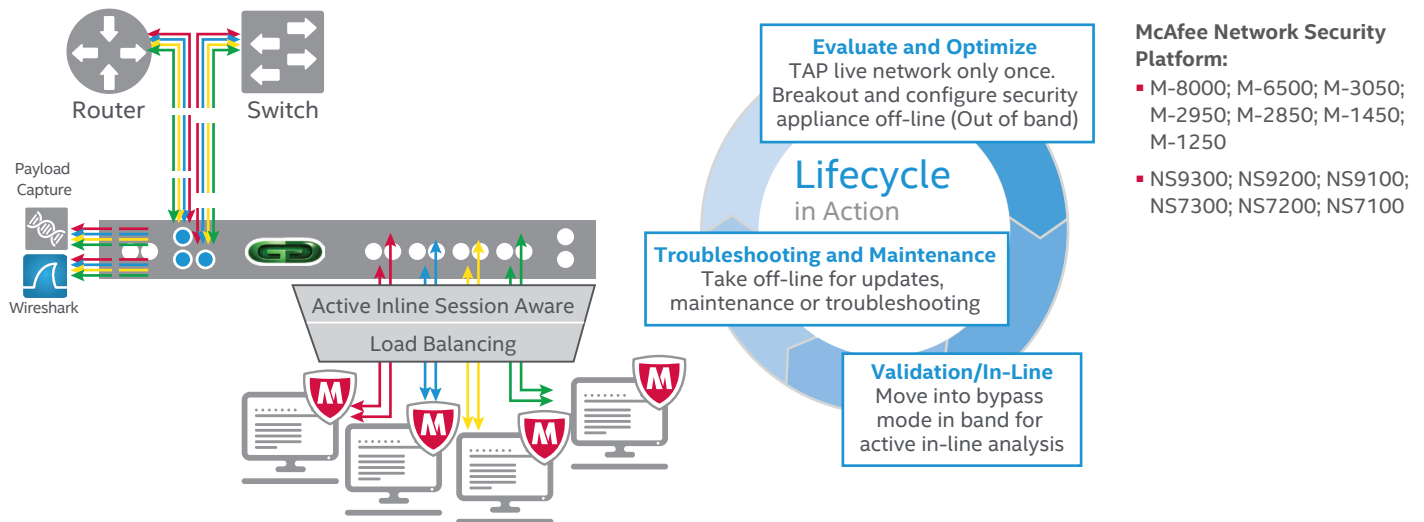 Router
Switch
Payload
Capture
Wireshark
Active Inline Session Aware
Load Balancing
M
M
M
M
Evaluate and Optimize
TAP live network only once.
Breakout and configure security
appliance off-line (Out of band)
Lifecycle
in Action
Troubleshooting and Maintenance
Take off-line for updates,
maintenance or troubleshooting
Validation/In-Line
Move into bypass
mode in band for
active in-line analysis
McAfee Network Security
Platform:
▪ M-8000; M-6500; M-3050;
M-2950; M-2850; M-1450;
M-1250
▪ NS9300; NS9200; NS9100;
NS7300; NS7200; NS7100